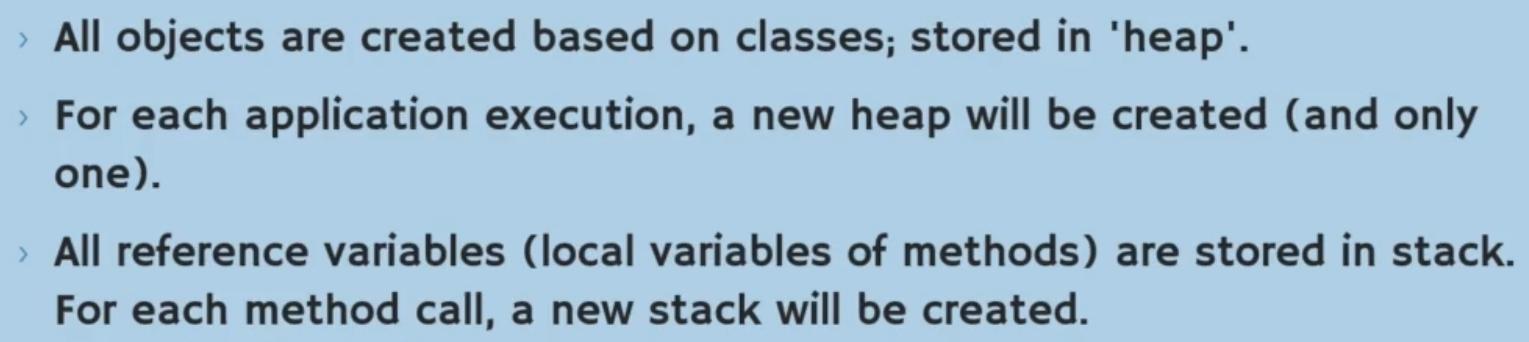 › All objects are created based on classes; stored in 'heap'.
› For each application execution, a new heap will be created (and only
one).
› All reference variables (local variables of methods) are stored in stack.
For each method call, a new stack will be created.